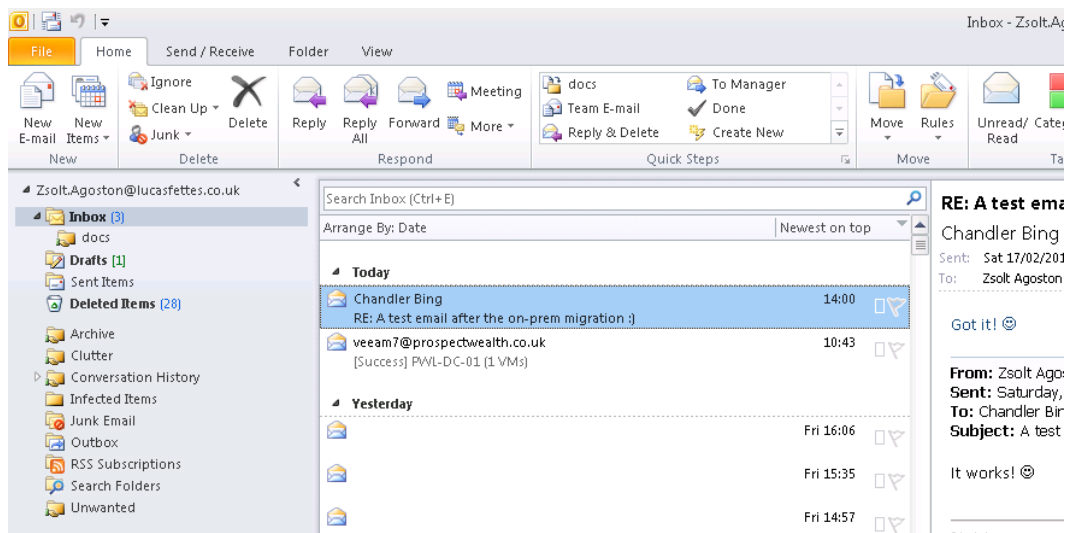 Inbox - Zsolt.Ag
File Home Send / Receive Folder View
New E-mail
New Items
Ignore
Clean Up
Junk
Delete
Reply
Reply All
Forward
Meeting
More
docs
Team E-mail
Reply & Delete
To Manager
Done
Create New
Move
Rules
Unread/ Read
Categ
New Delete Respond Quick Steps Move Ta
Zsolt.Agoston@lucasfettes.co.uk
Inbox (3)
docs
Drafts [1]
Sent Items
Deleted Items (28)
Archive
Clutter
Conversation History
Infected Items
Junk Email
Outbox
RSS Subscriptions
Search Folders
Unwanted
Search Inbox (Ctrl+E)
Arrange By: Date Newest on top
Today
Chandler Bing 14:00
RE: A test email after the on-prem migration :)
veeam7@prospectwealth.co.uk 10:43
[Success] PWL-DC-01 (1 VMs)
Yesterday
Fri 16:06
Fri 15:35
Fri 14:57
RE: A test ema
Chandler Bing
Sent: Sat 17/02/201
To: Zsolt Agoston
Got it! ☺
From: Zsolt Ago
Sent: Saturday,
To: Chandler Bin
Subject: A test
It works! ☺